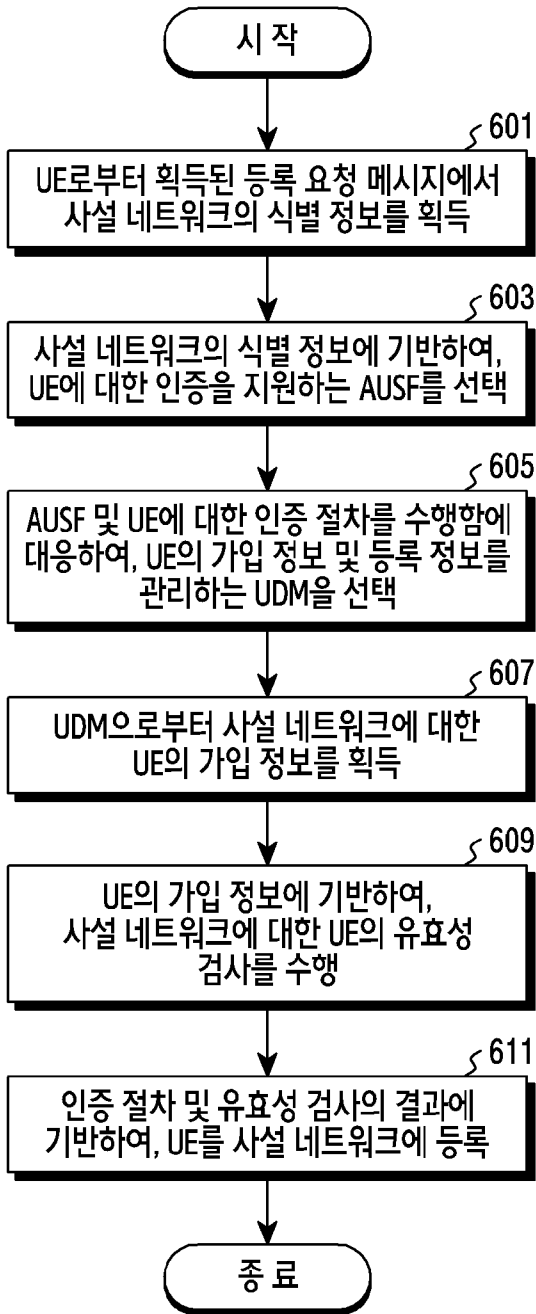 시 작
601
UE로부터 획득된 등록 요청 메시지에서
사설 네트워크의 식별 정보를 획득
603
사설 네트워크의 식별 정보에 기반하여,
UE에 대한 인증을 지원하는 AUSF를 선택
605
AUSF 및 UE에 대한 인증 절차를 수행함에
대응하여, UE의 가입 정보 및 등록 정보를
관리하는 UDM을 선택
607
UDM으로부터 사설 네트워크에 대한
UE의 가입 정보를 획득
609
UE의 가입 정보에 기반하여,
사설 네트워크에 대한 UE의 유효성
검사를 수행
611
인증 절차 및 유효성 검사의 결과에
기반하여, UE를 사설 네트워크에 등록
종 료